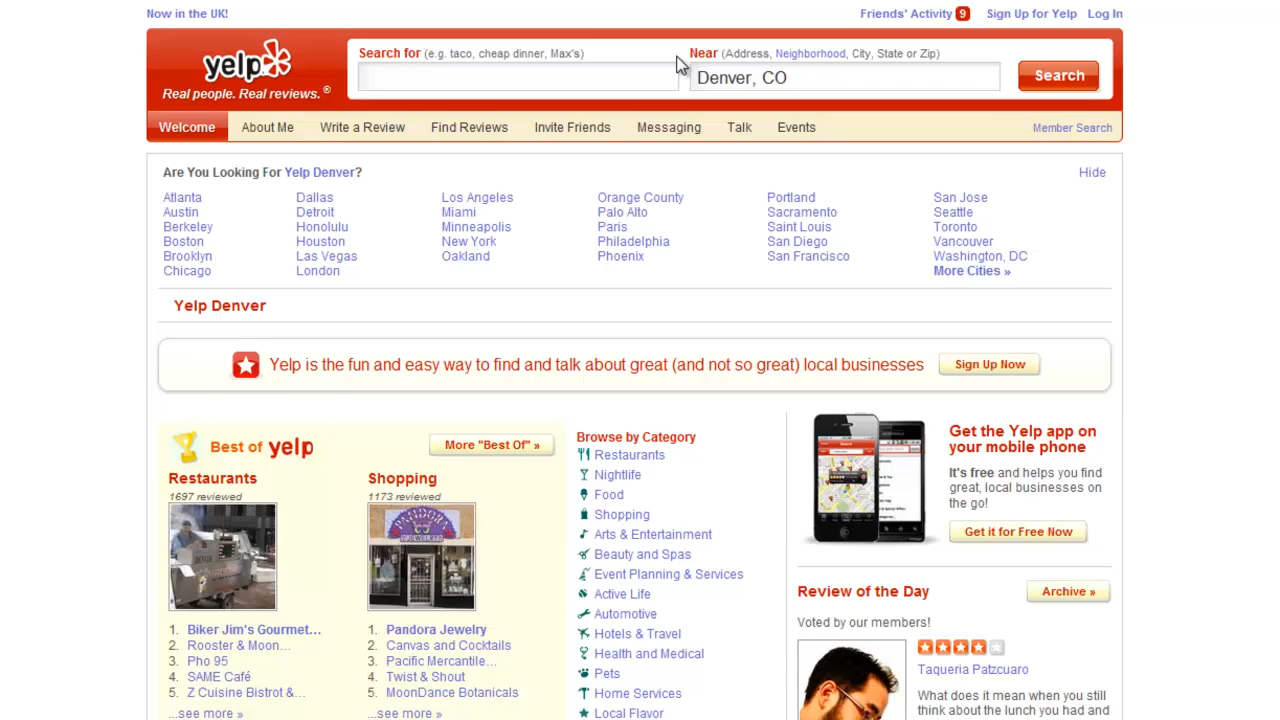 Now in the UK!
Friends' Activity 9 Sign Up for Yelp Log In
yelp
Real people. Real reviews. ®
Search for (e.g. taco, cheap dinner, Max's)
Near (Address, Neighborhood, City, State or Zip)
Denver, CO
Search
Welcome About Me Write a Review Find Reviews Invite Friends Messaging Talk Events Member Search
Are You Looking For Yelp Denver? Hide
Atlanta Dallas Los Angeles Orange County Portland San Jose
Austin Detroit Miami Palo Alto Sacramento Seattle
Berkeley Honolulu Minneapolis Paris Saint Louis Toronto
Boston Houston New York Philadelphia San Diego Vancouver
Brooklyn Las Vegas Oakland Phoenix San Francisco Washington, DC
Chicago London More Cities »
Yelp Denver
Yelp is the fun and easy way to find and talk about great (and not so great) local businesses Sign Up Now
Best of yelp
More "Best Of" »
Restaurants
1697 reviewed
1. Biker Jim's Gourmet...
2. Rooster & Moon...
3. Pho 95
4. SAME Café
5. Z Cuisine Bistrot &...
...see more »
Shopping
1173 reviewed
PANDORA
JEWELRY
1. Pandora Jewelry
2. Canvas and Cocktails
3. Pacific Mercantile...
4. Twist & Shout
5. MoonDance Botanicals
...see more »
Browse by Category
Restaurants
Nightlife
Food
Shopping
Arts & Entertainment
Beauty and Spas
Event Planning & Services
Active Life
Automotive
Hotels & Travel
Health and Medical
Pets
Home Services
Local Flavor
Get the Yelp app on
your mobile phone
It's free and helps you find
great, local businesses on
the go!
Get it for Free Now
Review of the Day
Archive »
Voted by our members!
Taqueria Patzcuaro
What does it mean when you still
think about the lunch you had and